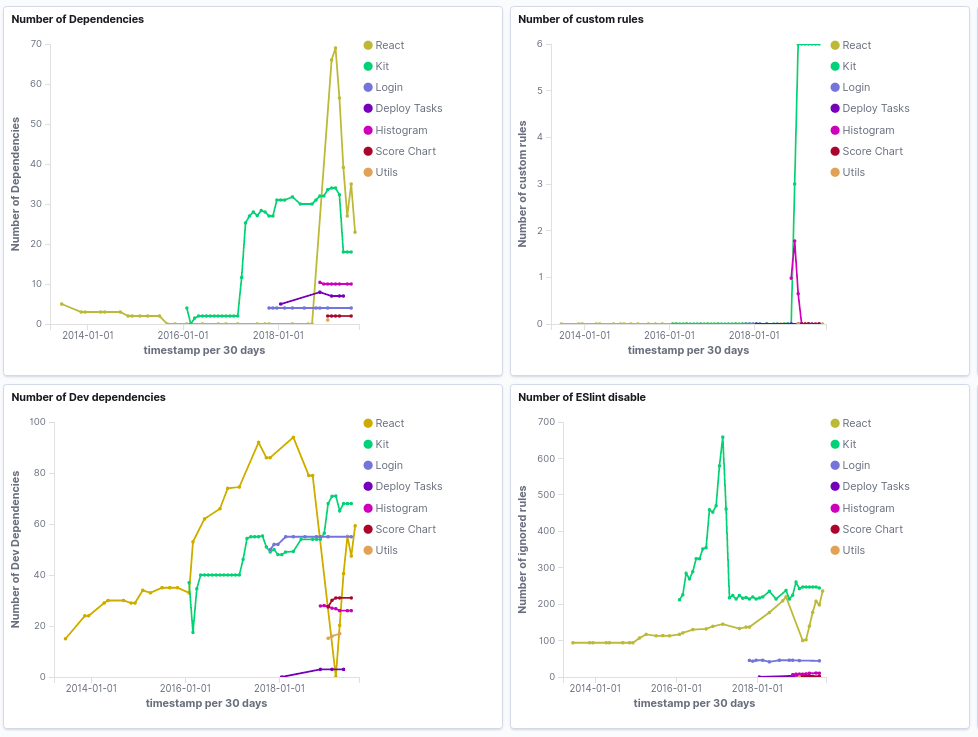 Number of Dependencies
Number of Dependencies
70
60
50
40
30
20
10
0
2014-01-01
2016-01-01
2018-01-01
timestamp per 30 days
React
Kit
Login
Deploy Tasks
Histogram
Score Chart
Utils
Number of custom rules
Number of custom rules
6
5
4
3
2
1
0
2014-01-01
2016-01-01
2018-01-01
timestamp per 30 days
React
Kit
Login
Deploy Tasks
Histogram
Score Chart
Utils
Number of Dev dependencies
Number of Dev Dependencies
100
80
60
40
20
0
2014-01-01
2016-01-01
2018-01-01
timestamp per 30 days
React
Kit
Login
Deploy Tasks
Histogram
Score Chart
Utils
Number of ESlint disable
Number of ignored rules
700
600
500
400
300
200
100
0
2014-01-01
2016-01-01
2018-01-01
timestamp per 30 days
React
Kit
Login
Deploy Tasks
Histogram
Score Chart
Utils